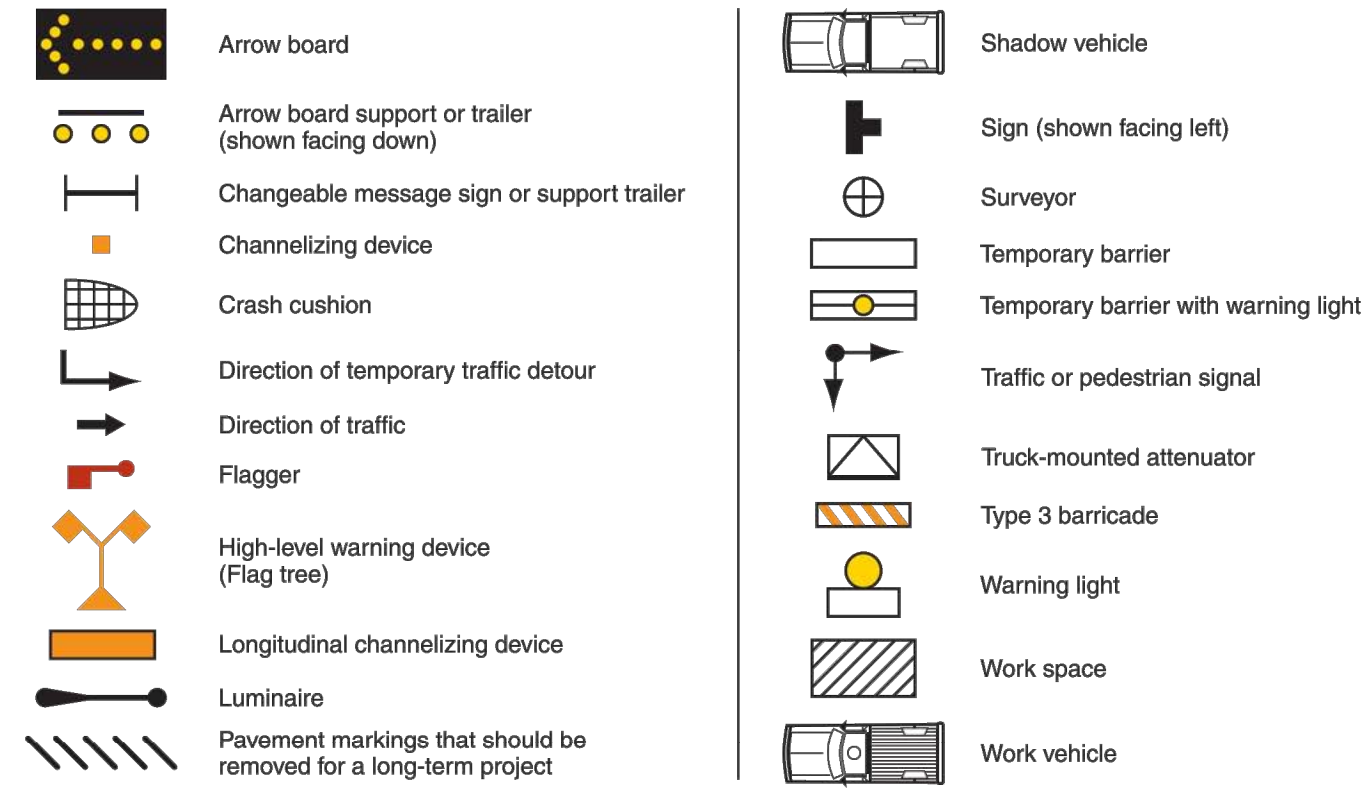 Arrow board
Arrow board support or trailer
(shown facing down)
Changeable message sign or support trailer
Channelizing device
Crash cushion
Direction of temporary traffic detour
Direction of traffic
Flagger
High-level warning device
(Flag tree)
Longitudinal channelizing device
Luminaire
Pavement markings that should be
removed for a long-term project
Shadow vehicle
Sign (shown facing left)
Surveyor
Temporary barrier
Temporary barrier with warning light
Traffic or pedestrian signal
Truck-mounted attenuator
Type 3 barricade
Warning light
Work space
Work vehicle